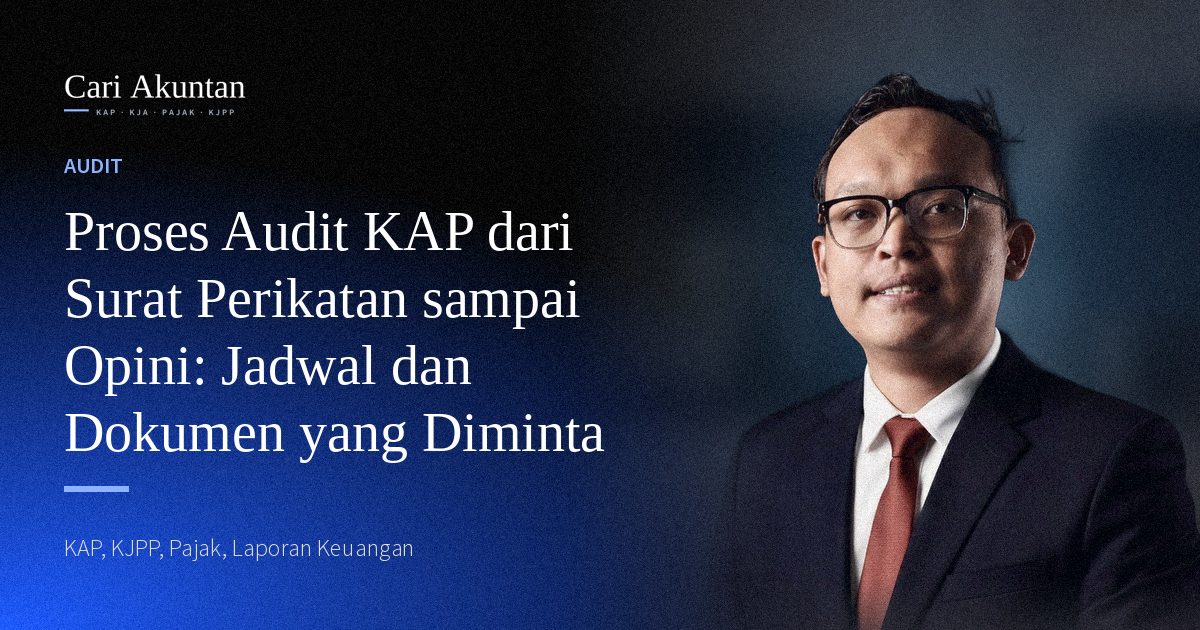 Cari Akuntan
KAP · KJA · PAJAK · KJPP
AUDIT
Proses Audit KAP dari
Surat Perikatan sampai
Opini: Jadwal dan
Dokumen yang Diminta
KAP, KJPP, Pajak, Laporan Keuangan